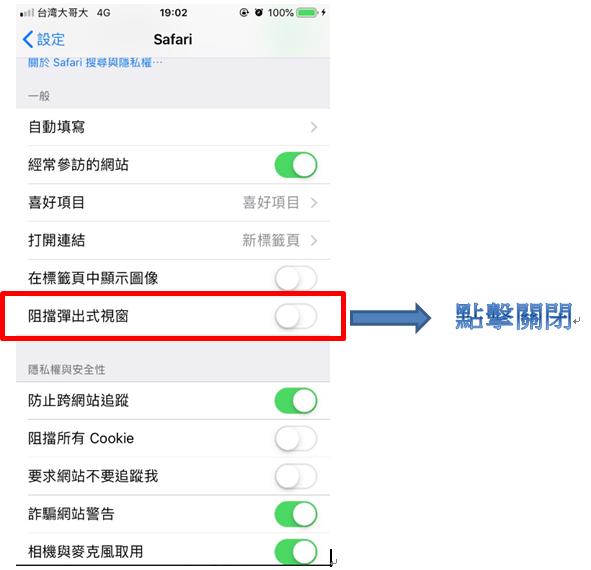 台灣大哥大 4G 19:02 100%
設定 Safari
關於 Safari 搜尋與隱私權⋯
一般
自動填寫
經常參訪的網站
喜好項目 喜好項目
打開連結 新標籤頁
在標籤頁中顯示圖像
阻擋彈出式視窗
點擊關閉
隱私權與安全性
防止跨網站追蹤
阻擋所有 Cookie
要求網站不要追蹤我
詐騙網站警告
相機與麥克風取用